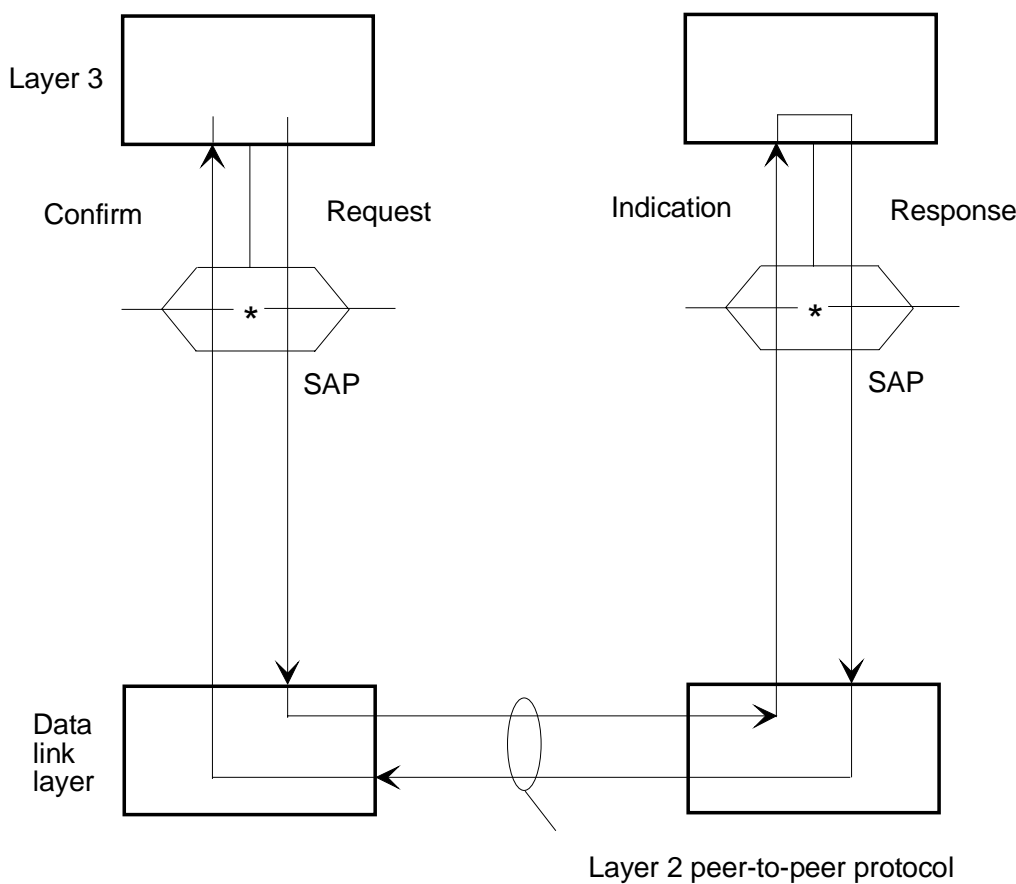 Layer 3
Confirm
Request
Indication
Response
*
*
SAP
SAP
Data
link
layer
Layer 2 peer-to-peer protocol